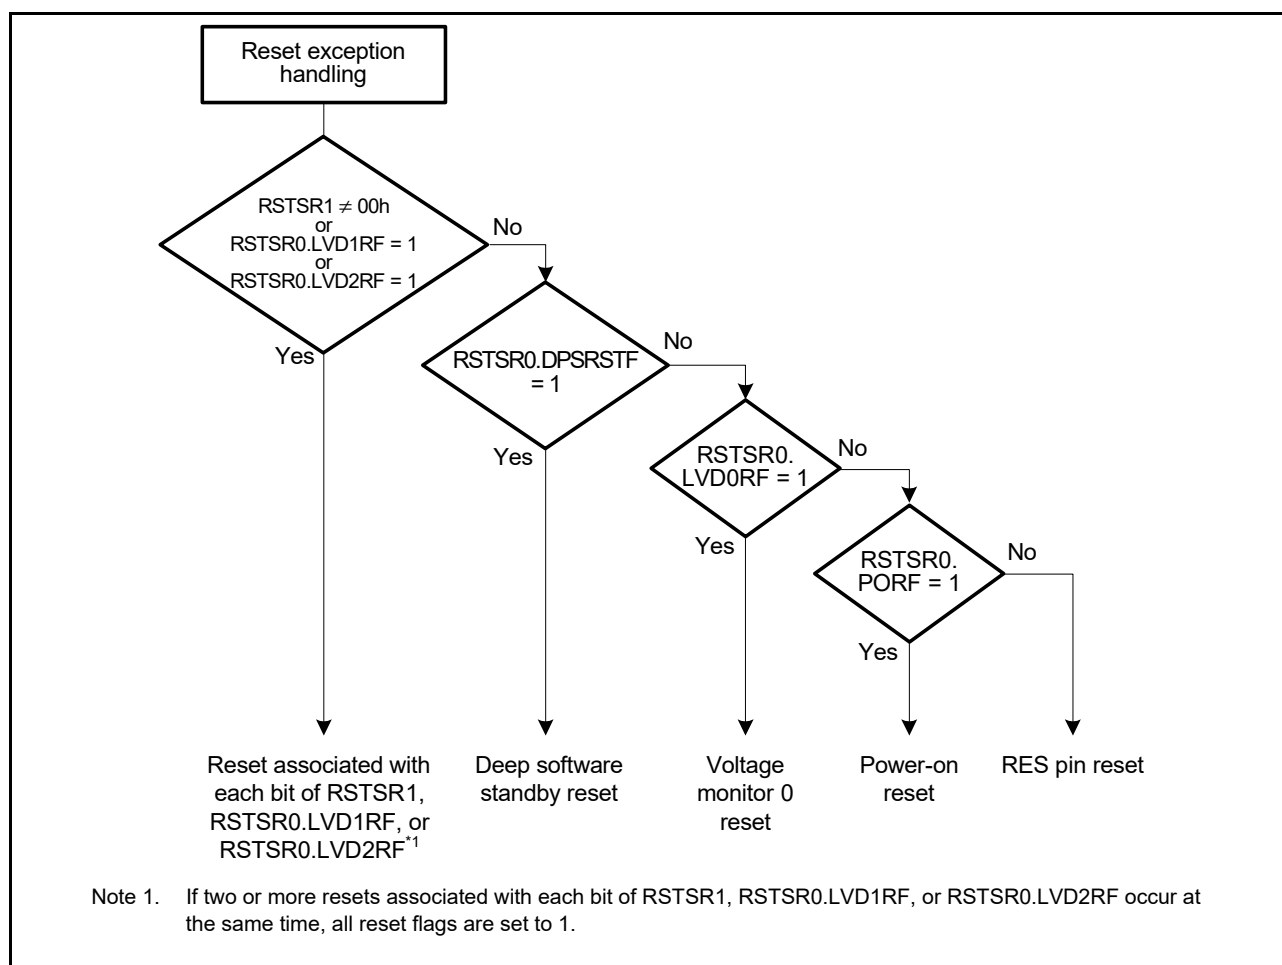 Reset exception
handling
RSTSR1 ≠ 00h
or
RSTSR0.LVD1RF = 1
or
RSTSR0.LVD2RF = 1
No
Yes
RSTSR0.DPSRSTF
= 1
No
Yes
RSTSR0.
LVD0RF = 1
No
Yes
RSTSR0.
PORF = 1
No
Yes
Reset associated with
each bit of RSTSR1,
RSTSR0.LVD1RF, or
RSTSR0.LVD2RF*1
Deep software
standby reset
Voltage
monitor 0
reset
Power-on
reset
RES pin reset
Note 1. If two or more resets associated with each bit of RSTSR1, RSTSR0.LVD1RF, or RSTSR0.LVD2RF occur at
the same time, all reset flags are set to 1.